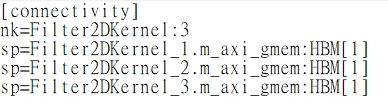 [connectivity]
nk=Filter2DKernel:3
sp=Filter2DKernel_1.m_axi_gmem:HBM[1]
sp=Filter2DKernel_2.m_axi_gmem:HBM[1]
sp=Filter2DKernel_3.m_axi_gmem:HBM[1]